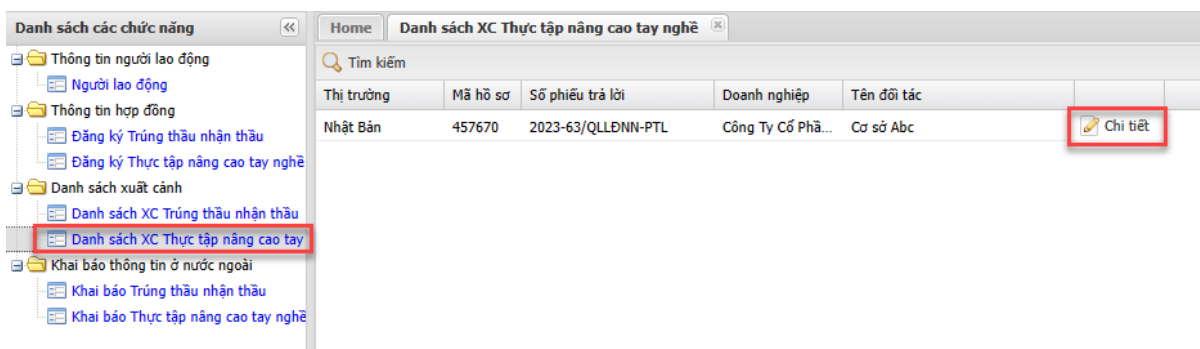 Danh sách các chức năng
Thông tin người lao động
Người lao động
Thông tin hợp đồng
Đăng ký Trúng thầu nhận thầu
Đăng ký Thực tập nâng cao tay nghề
Danh sách xuất cảnh
Danh sách XC Trúng thầu nhận thầu
Danh sách XC Thực tập nâng cao tay
Khai báo thông tin ở nước ngoài
Khai báo Trúng thầu nhận thầu
Khai báo Thực tập nâng cao tay nghề
Home Danh sách XC Thực tập nâng cao tay nghề
Tìm kiếm
Thị trường Mã hồ sơ Số phiếu trả lời Doanh nghiệp Tên đối tác
Nhật Bản 457670 2023-63/QLLĐNN-PTL Công Ty Cổ Phầ... Cơ sở Abc Chi tiết